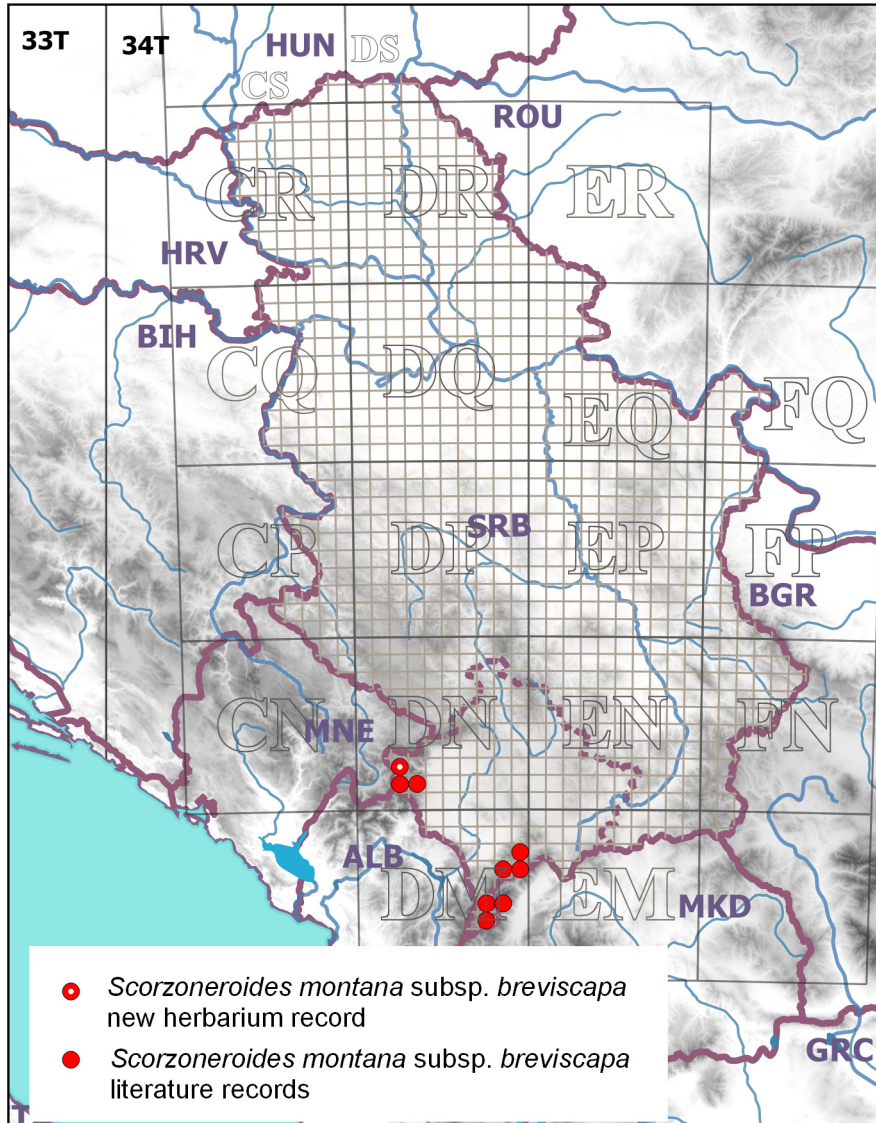 33T
34T
HUN
DS
CS
ROU
CR
DR
ER
HRV
BIH
CQ
DQ
EQ
FQ
SRB
CP
DP
EP
FP
BGR
CN
MNE
DN
EN
FN
ALB
DM
EM
MKD
Scorzoneroides montana subsp. breviscapa
new herbarium record
Scorzoneroides montana subsp. breviscapa
literature records
GRC